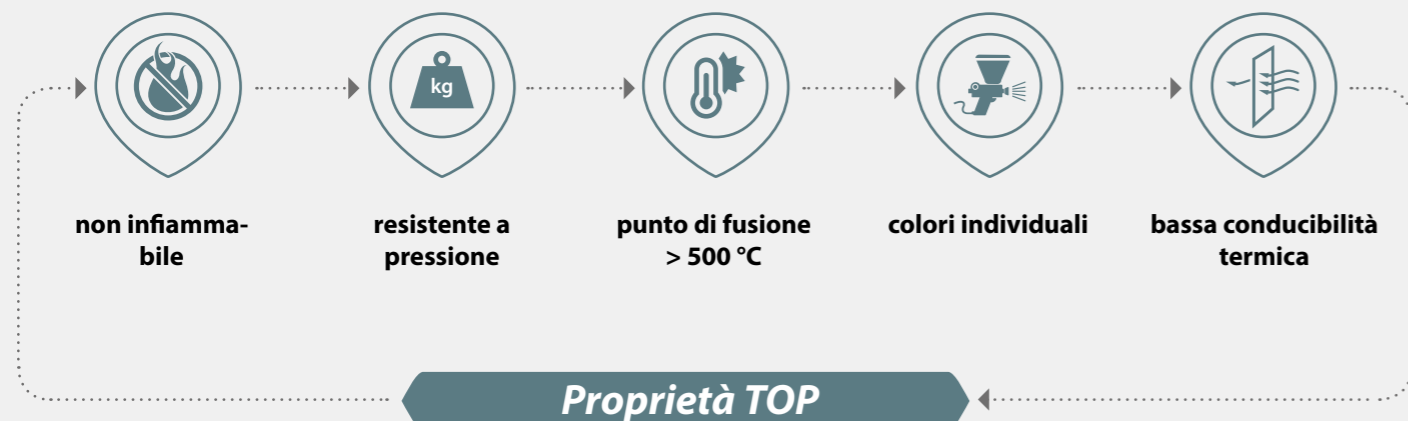 kg
non infiamma-
bile
resistente a
pressione
punto di fusione
> 500 °C
colori individuali
bassa conducibilità
termica
Proprietà TOP